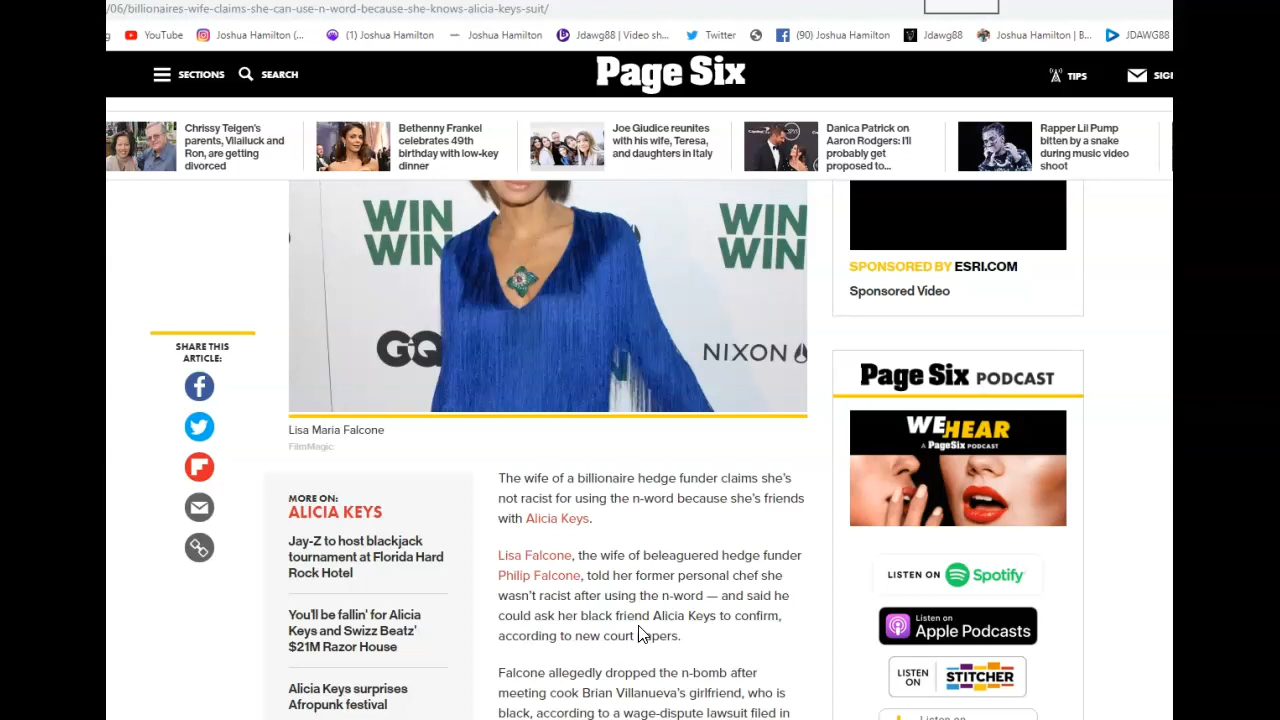 /06/billionaires-wife-claims-she-can-use-n-word-because-she-knows-alicia-keys-suit/
g YouTube Joshua Hamilton (... (1) Joshua Hamilton Joshua Hamilton Jdawg88 | Video sh... Twitter (90) Joshua Hamilton Jdawg88 Joshua Hamilton | B... JDAWG88
SECTIONS SEARCH Page Six TIPS SIGI
Chrissy Teigen's
parents, Vilailuck and
Ron, are getting
divorced
Bethenny Frankel
celebrates 49th
birthday with low-key
dinner
Joe Giudice reunites
with his wife, Teresa,
and daughters in Italy
Danica Patrick on
Aaron Rodgers: I'll
probably get
proposed to...
Rapper Lil Pump
bitten by a snake
during music video
shoot
WIN
WIN
WIN
WIN
GQ
NIXON
SPONSORED BY ESRI.COM
Sponsored Video
SHARE THIS
ARTICLE:
Lisa Maria Falcone
FilmMagic
MORE ON:
ALICIA KEYS
Jay-Z to host blackjack
tournament at Florida Hard
Rock Hotel
You'll be fallin' for Alicia
Keys and Swizz Beatz'
$21M Razor House
Alicia Keys surprises
Afropunk festival
The wife of a billionaire hedge funder claims she's
not racist for using the n-word because she's friends
with Alicia Keys.
Lisa Falcone, the wife of beleaguered hedge funder
Philip Falcone, told her former personal chef she
wasn't racist after using the n-word — and said he
could ask her black friend Alicia Keys to confirm,
according to new court papers.
Falcone allegedly dropped the n-bomb after
meeting cook Brian Villanueva's girlfriend, who is
black, according to a wage-dispute lawsuit filed in
Page Six PODCAST
WE HEAR
A PAGE SIX PODCAST
LISTEN ON Spotify
Listen on
Apple Podcasts
LISTEN
ON STITCHER
Listen on